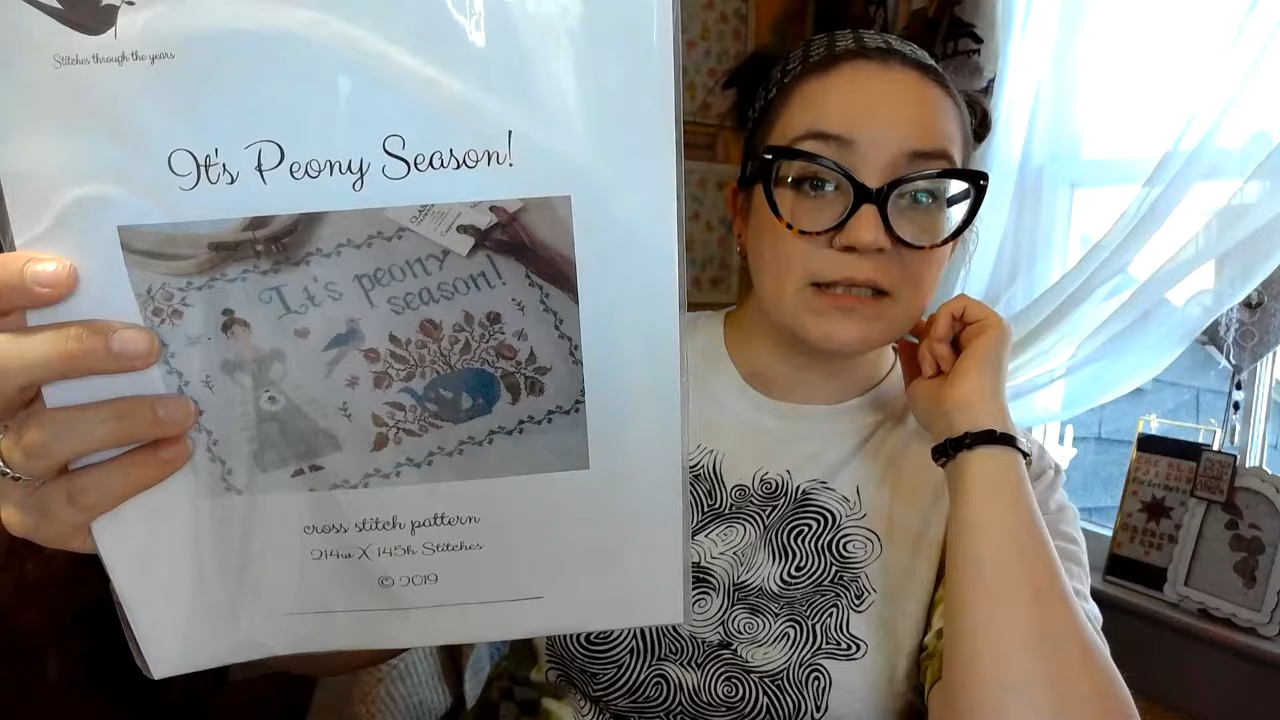 Stitches through the years
It's Peony Season!
It's peony
season!
cross stitch pattern
214w X 145h Stitches
© 2019